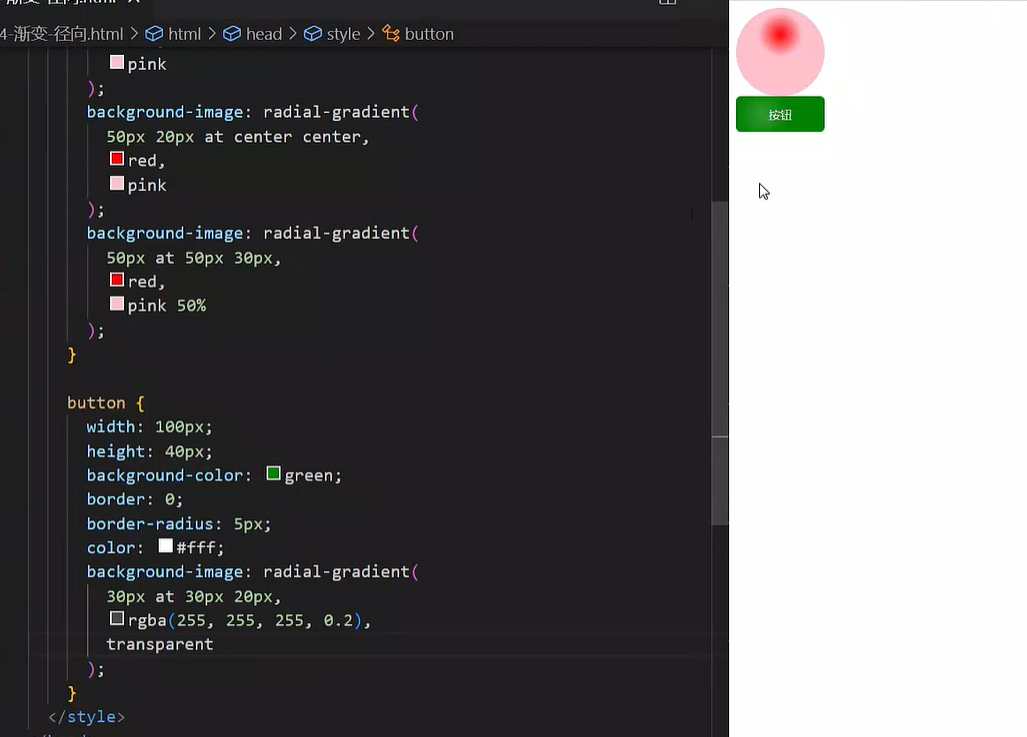 4-渐变-径向.html > html > head > style > button
pink
);
background-image: radial-gradient(
50px 20px at center center,
red,
pink
);
background-image: radial-gradient(
50px at 50px 30px,
red,
pink 50%
);
}
button {
width: 100px;
height: 40px;
background-color: green;
border: 0;
border-radius: 5px;
color: #fff;
background-image: radial-gradient(
30px at 30px 20px,
rgba(255, 255, 255, 0.2),
transparent
);
}
</style>
按钮